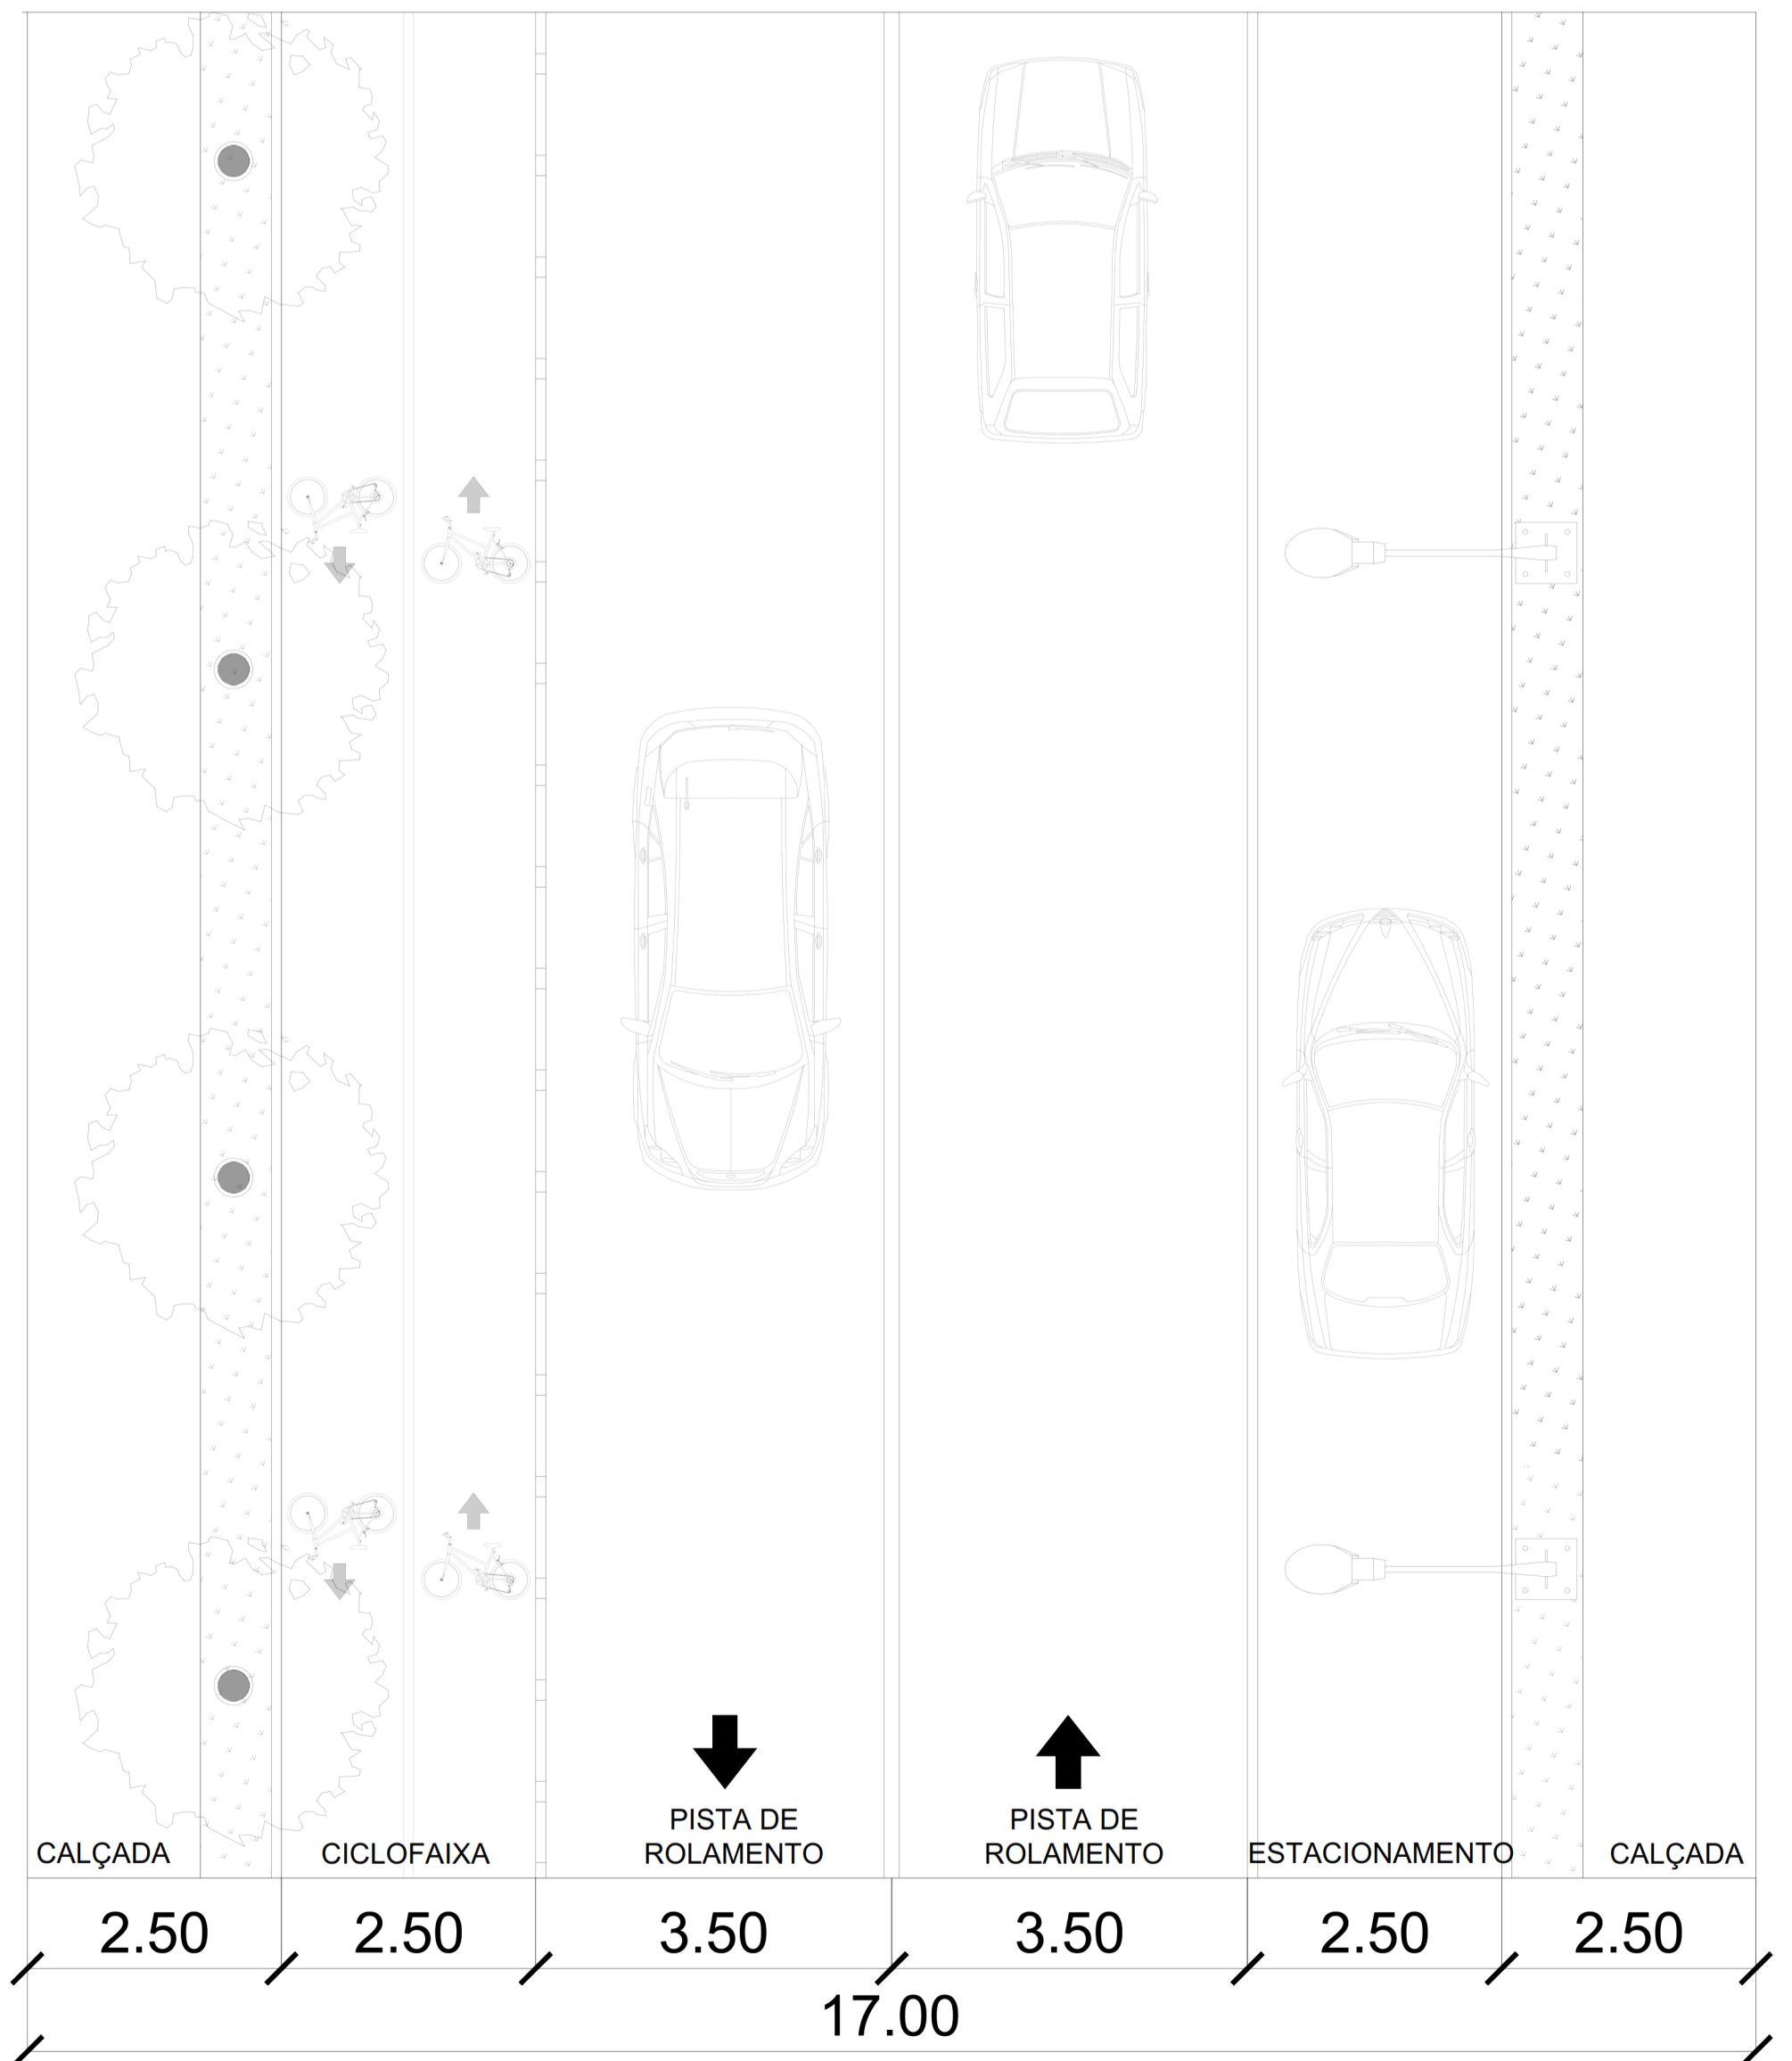 PISTA DE
ROLAMENTO
PISTA DE
ROLAMENTO
CALÇADA
CICLOFAIXA
ESTACIONAMENTO
CALÇADA
2.50
2.50
3.50
3.50
2.50
2.50
17.00